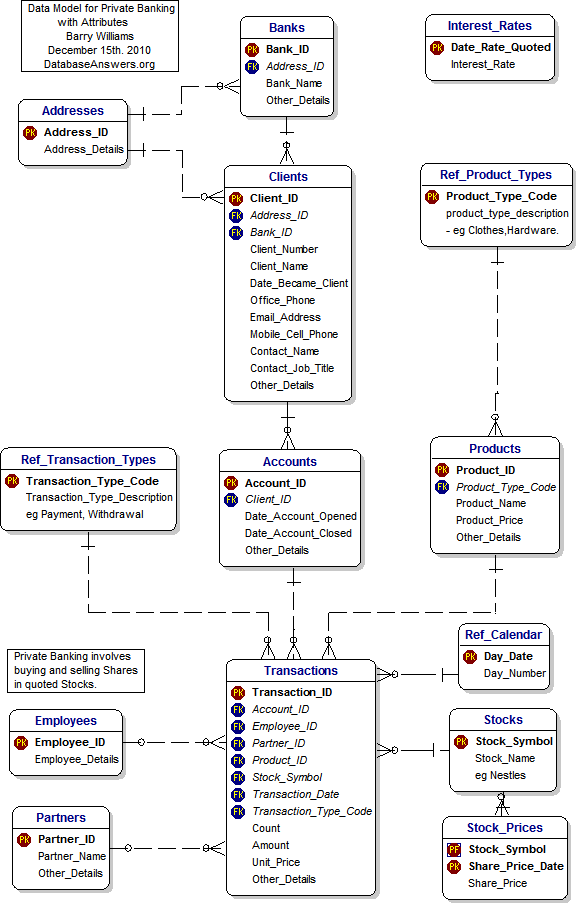 Data Model for Private Banking
with Attributes
Barry Williams
December 15th. 2010
DatabaseAnswers.org
Banks
PK Bank_ID
FK Address_ID
Bank_Name
Other_Details
Interest_Rates
PK Date_Rate_Quoted
Interest_Rate
Addresses
PK Address_ID
Address_Details
Clients
PK Client_ID
FK Address_ID
FK Bank_ID
Client_Number
Client_Name
Date_Became_Client
Office_Phone
Email_Address
Mobile_Cell_Phone
Contact_Name
Contact_Job_Title
Other_Details
Ref_Product_Types
PK Product_Type_Code
product_type_description
- eg Clothes,Hardware.
Ref_Transaction_Types
PK Transaction_Type_Code
Transaction_Type_Description
eg Payment, Withdrawal
Accounts
PK Account_ID
FK Client_ID
Date_Account_Opened
Date_Account_Closed
Other_Details
Products
PK Product_ID
FK Product_Type_Code
Product_Name
Product_Price
Other_Details
Private Banking involves
buying and selling Shares
in quoted Stocks.
Transactions
PK Transaction_ID
FK Account_ID
FK Employee_ID
FK Partner_ID
FK Product_ID
FK Stock_Symbol
FK Transaction_Date
FK Transaction_Type_Code
Count
Amount
Unit_Price
Other_Details
Ref_Calendar
PK Day_Date
Day_Number
Employees
PK Employee_ID
Employee_Details
Stocks
PK Stock_Symbol
Stock_Name
eg Nestles
Partners
PK Partner_ID
Partner_Name
Other_Details
Stock_Prices
PF Stock_Symbol
PK Share_Price_Date
Share_Price